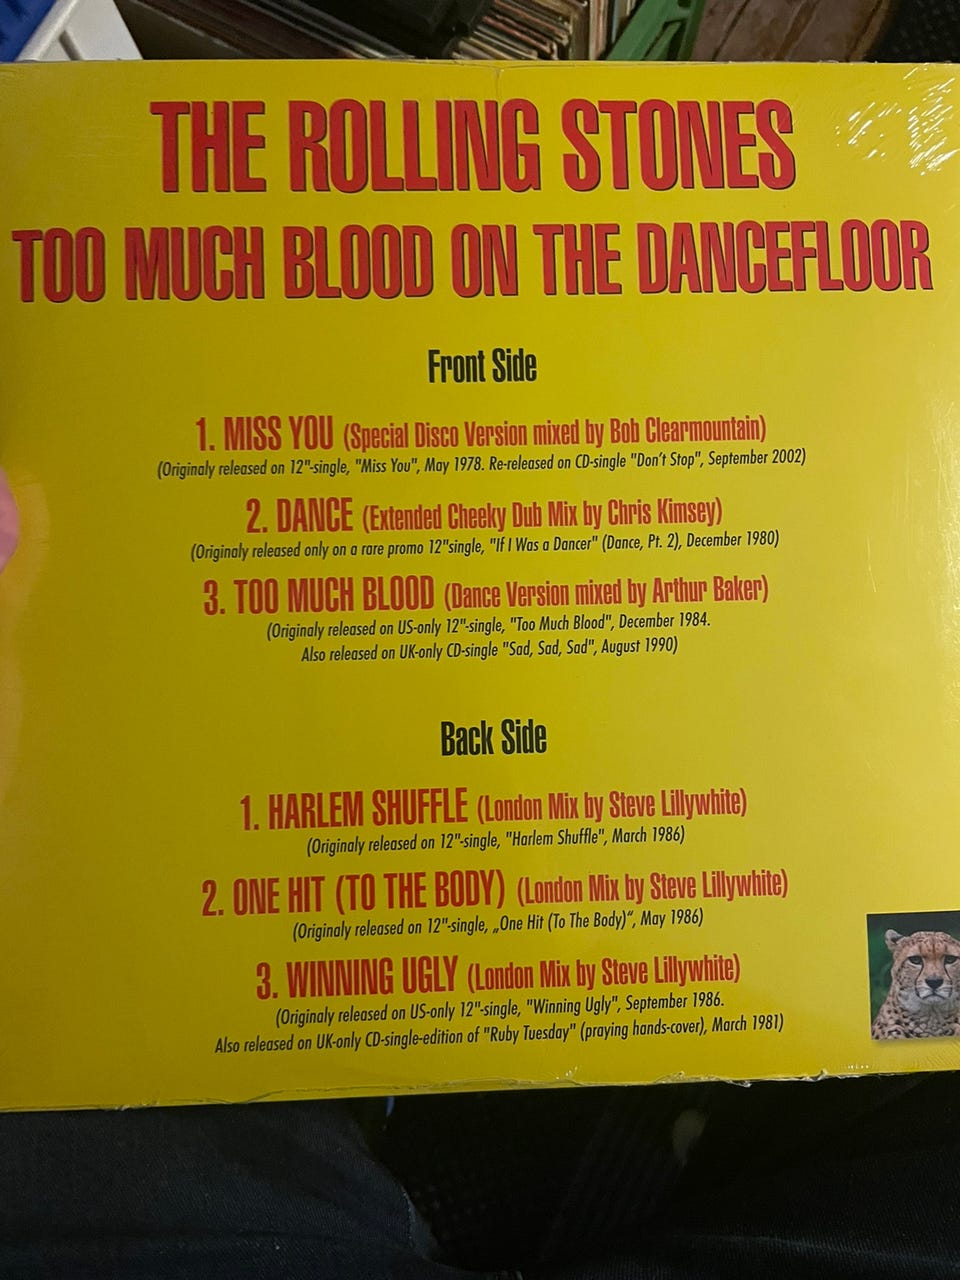 THE ROLLING STONES
TOO MUCH BLOOD ON THE DANCEFLOOR
Front Side
1. MISS YOU (Special Disco Version mixed by Bob Clearmountain)
(Originaly released on 12"-single, "Miss You", May 1978. Re-released on CD-single "Don't Stop", September 2002)
2. DANCE (Extended Cheeky Dub Mix by Chris Kimsey)
(Originaly released only on a rare promo 12"single, "If I Was a Dancer" (Dance, Pt. 2), December 1980)
3. TOO MUCH BLOOD (Dance Version mixed by Arthur Baker)
(Originaly released on US-only 12"-single, "Too Much Blood", December 1984.
Also released on UK-only CD-single "Sad, Sad, Sad", August 1990)
Back Side
1. HARLEM SHUFFLE (London Mix by Steve Lillywhite)
(Originaly released on 12"-single, "Harlem Shuffle", March 1986)
2. ONE HIT (TO THE BODY) (London Mix by Steve Lillywhite)
(Originaly released on 12"-single, „One Hit (To The Body)“, May 1986)
3. WINNING UGLY (London Mix by Steve Lillywhite)
(Originaly released on US-only 12"-single, "Winning Ugly", September 1986.
Also released on UK-only CD-single-edition of "Ruby Tuesday" (praying hands-cover), March 1981)